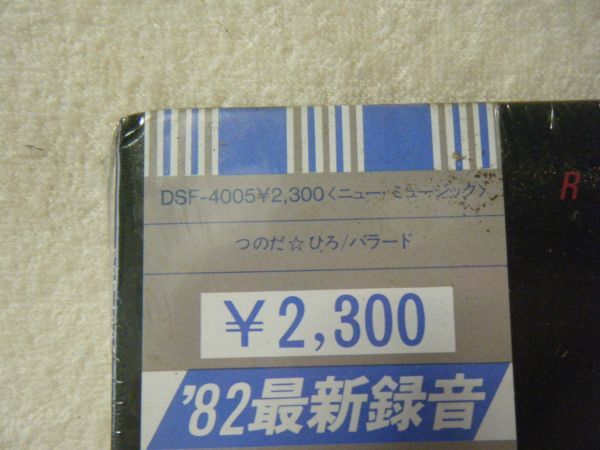 DSF-4005¥2,300〈ニュー・ミュージック〉
R
つのだ☆ひろ/バラード
¥2,300
'82最新録音